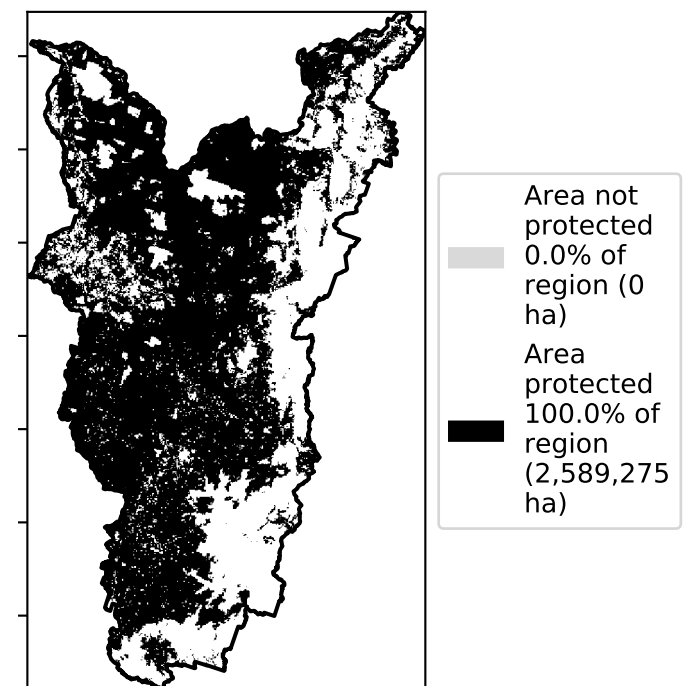 Area not
protected
0.0% of
region (0
ha)
Area
protected
100.0% of
region
(2,589,275
ha)